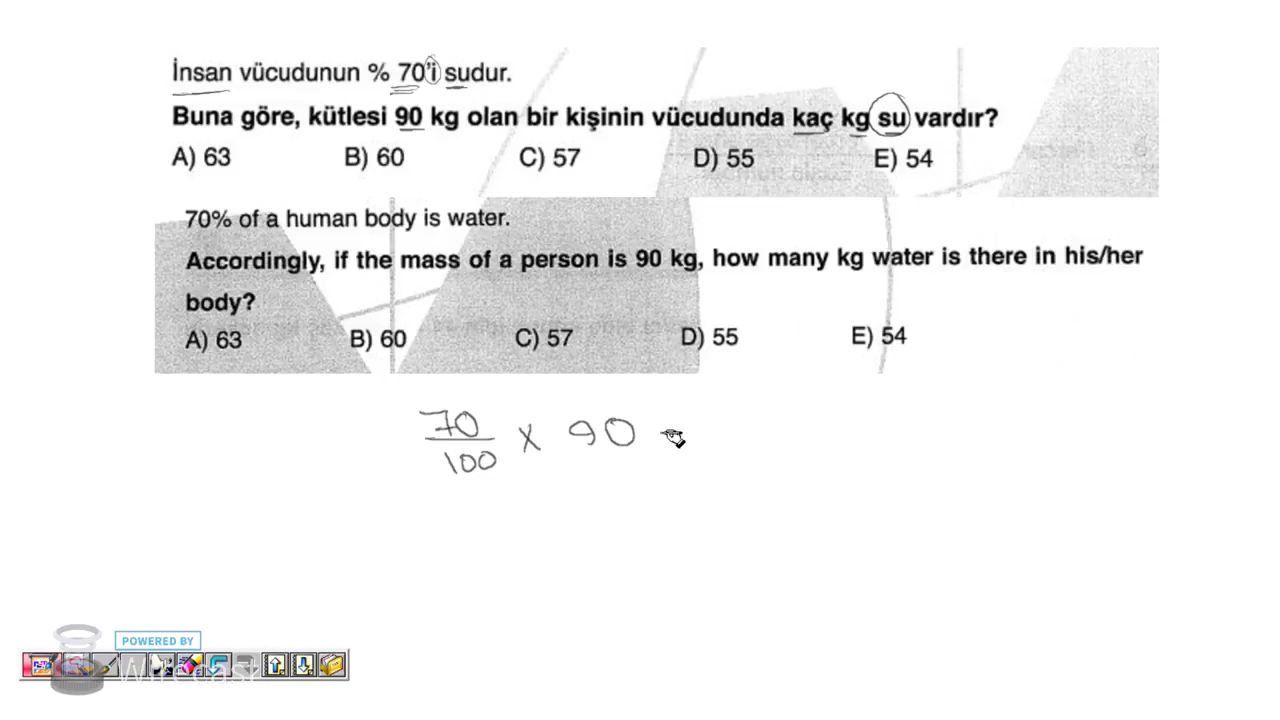 İnsan vücudunun % 70'i sudur.
Buna göre, kütlesi 90 kg olan bir kişinin vücudunda kaç kg su vardır?
A) 63 B) 60 C) 57 D) 55 E) 54
70% of a human body is water.
Accordingly, if the mass of a person is 90 kg, how many kg water is there in his/her
body?
A) 63 B) 60 C) 57 D) 55 E) 54
70
100
x 90
POWERED BY
Wirecast